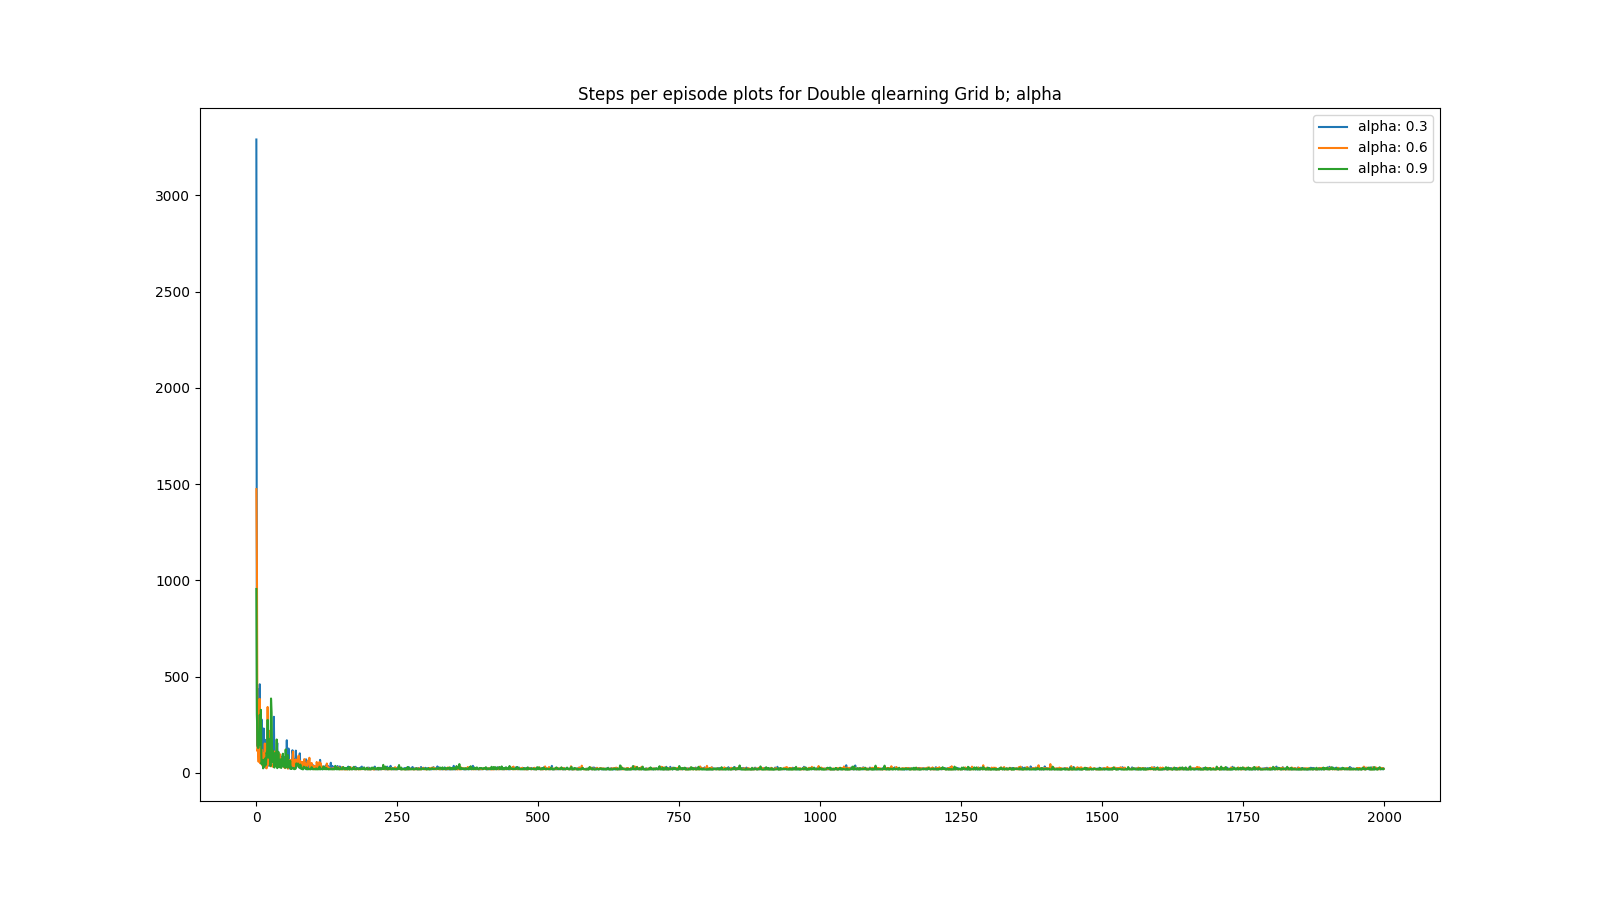 Steps per episode plots for Double qlearning Grid b; alpha
alpha: 0.3
alpha: 0.6
alpha: 0.9
3000
2500
2000
1500
1000
500
0
0 250 500 750 1000 1250 1500 1750 2000